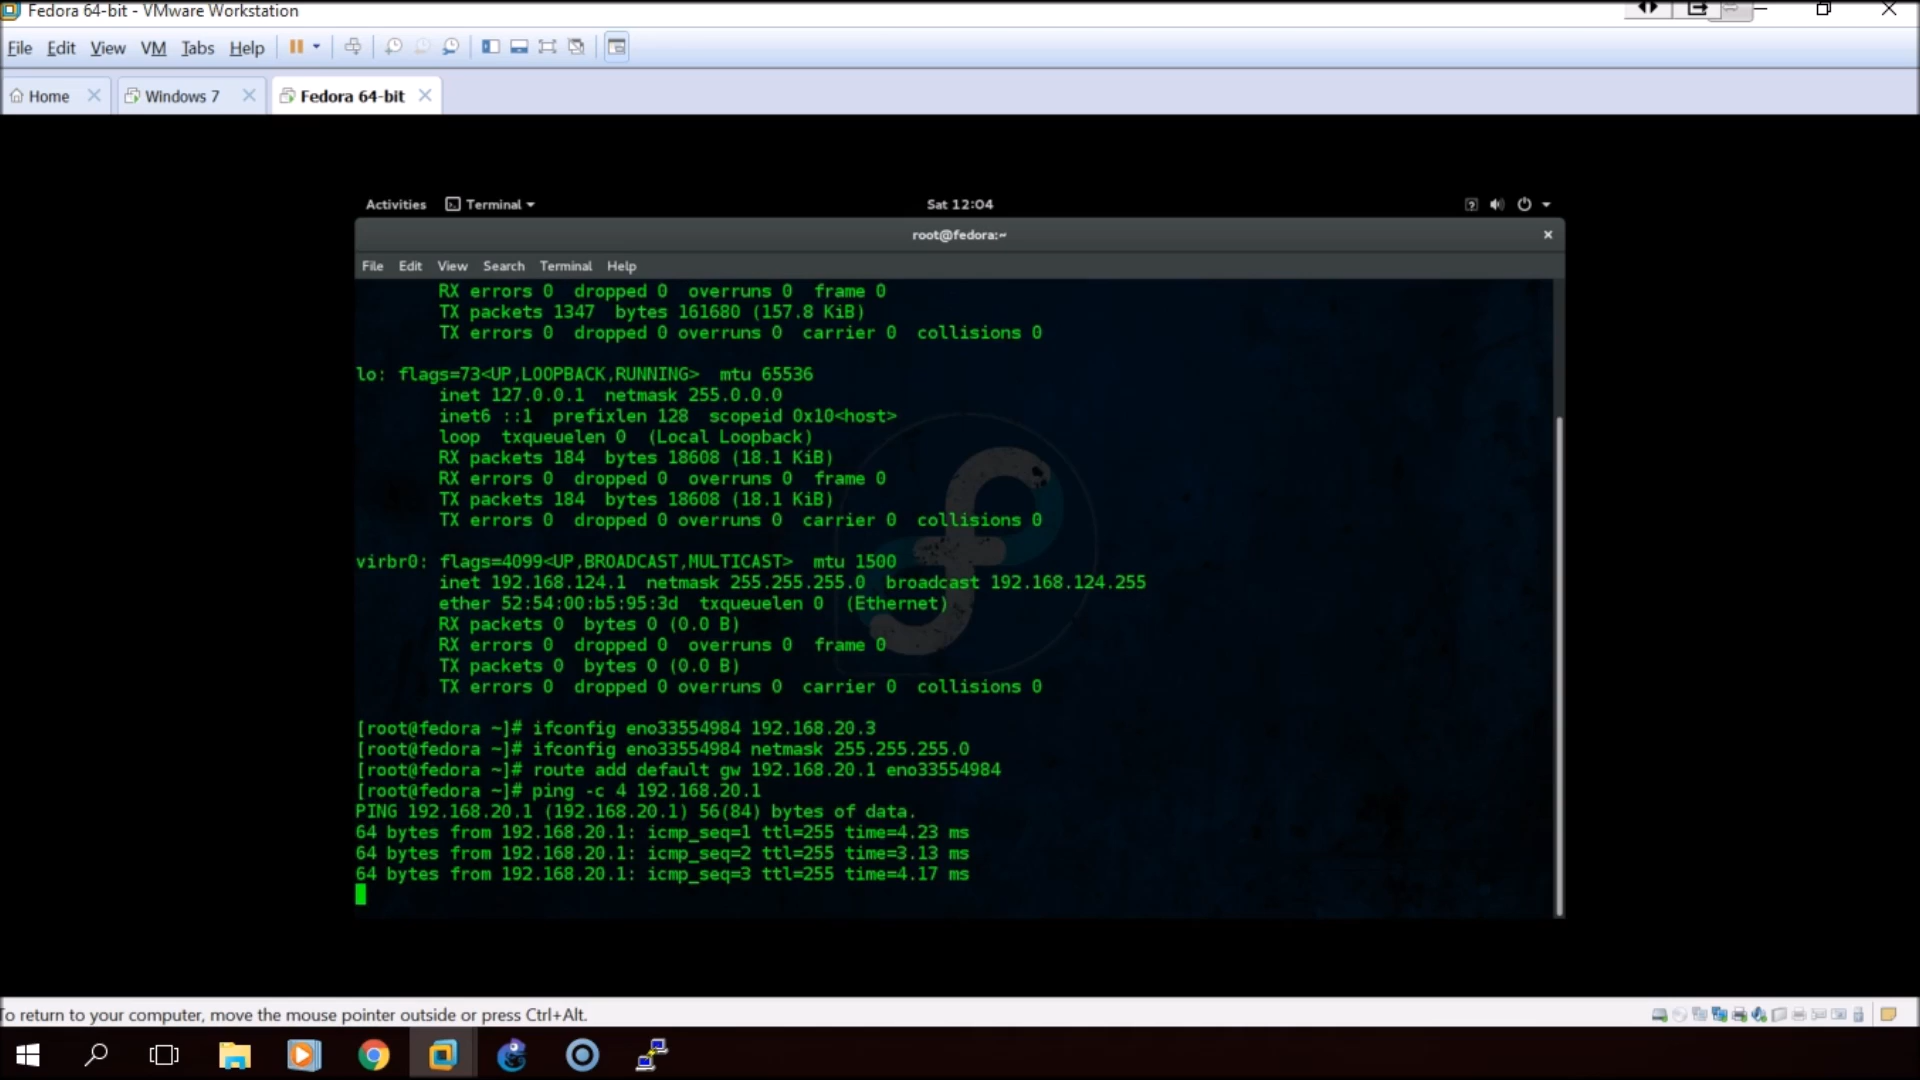 Fedora 64-bit - VMware Workstation
File Edit View VM Tabs Help
Home Windows 7 Fedora 64-bit
Activities Terminal Sat 12:04
root@fedora:~
File Edit View Search Terminal Help
RX errors 0 dropped 0 overruns 0 frame 0
TX packets 1347 bytes 161680 (157.8 KiB)
TX errors 0 dropped 0 overruns 0 carrier 0 collisions 0
lo: flags=73<UP,LOOPBACK,RUNNING> mtu 65536
inet 127.0.0.1 netmask 255.0.0.0
inet6 ::1 prefixlen 128 scopeid 0x10<host>
loop txqueuelen 0 (Local Loopback)
RX packets 184 bytes 18608 (18.1 KiB)
RX errors 0 dropped 0 overruns 0 frame 0
TX packets 184 bytes 18608 (18.1 KiB)
TX errors 0 dropped 0 overruns 0 carrier 0 collisions 0
virbr0: flags=4099<UP,BROADCAST,MULTICAST> mtu 1500
inet 192.168.124.1 netmask 255.255.255.0 broadcast 192.168.124.255
ether 52:54:00:b5:95:3d txqueuelen 0 (Ethernet)
RX packets 0 bytes 0 (0.0 B)
RX errors 0 dropped 0 overruns 0 frame 0
TX packets 0 bytes 0 (0.0 B)
TX errors 0 dropped 0 overruns 0 carrier 0 collisions 0
[root@fedora ~]# ifconfig eno33554984 192.168.20.3
[root@fedora ~]# ifconfig eno33554984 netmask 255.255.255.0
[root@fedora ~]# route add default gw 192.168.20.1 eno33554984
[root@fedora ~]# ping -c 4 192.168.20.1
PING 192.168.20.1 (192.168.20.1) 56(84) bytes of data.
64 bytes from 192.168.20.1: icmp_seq=1 ttl=255 time=4.23 ms
64 bytes from 192.168.20.1: icmp_seq=2 ttl=255 time=3.13 ms
64 bytes from 192.168.20.1: icmp_seq=3 ttl=255 time=4.17 ms
To return to your computer, move the mouse pointer outside or press Ctrl+Alt.